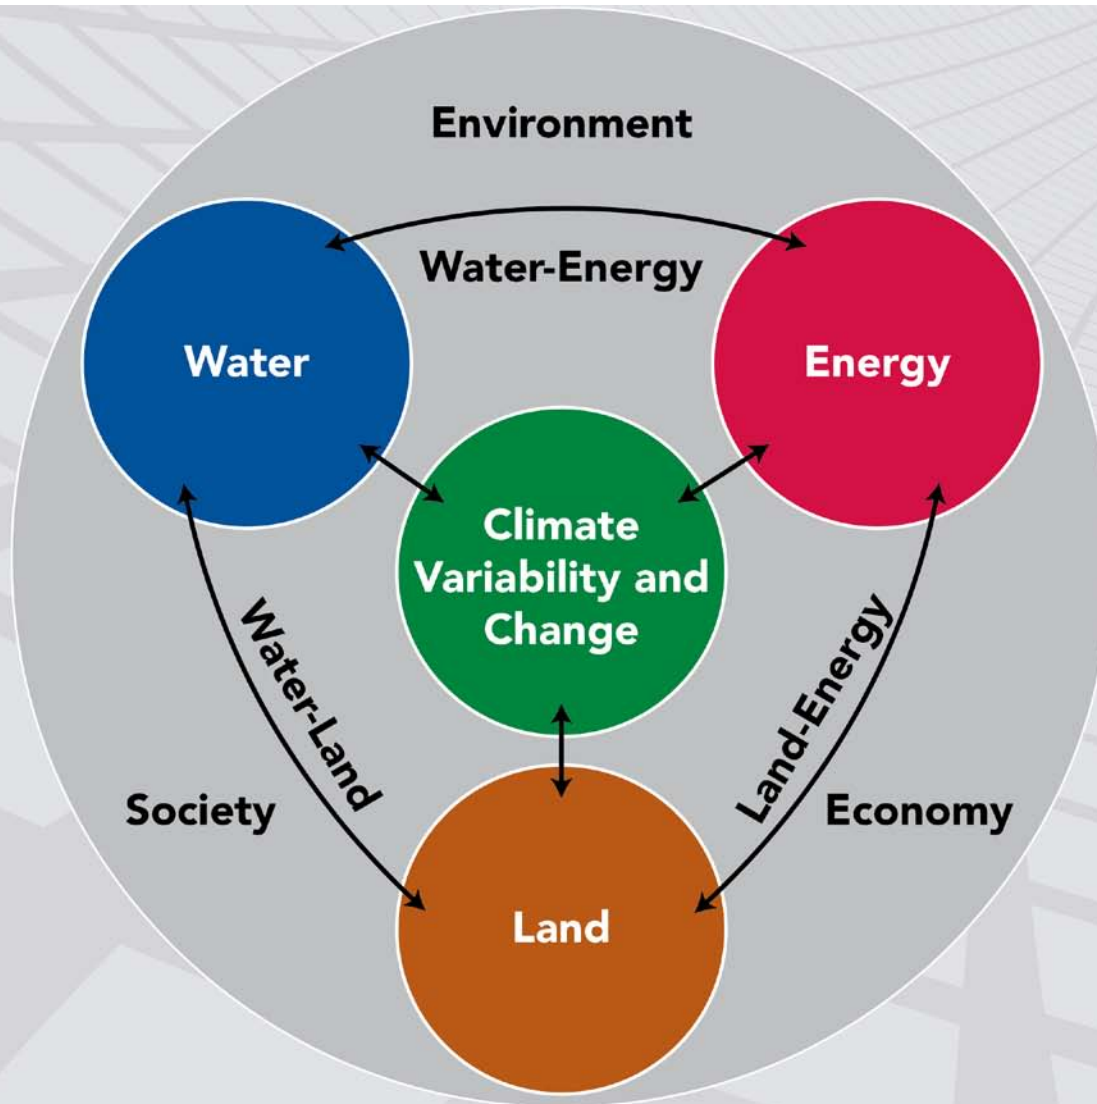 Environment
Water-Energy
Water
Energy
Climate
Variability and
Change
Water-Land
Land-Energy
Society
Economy
Land